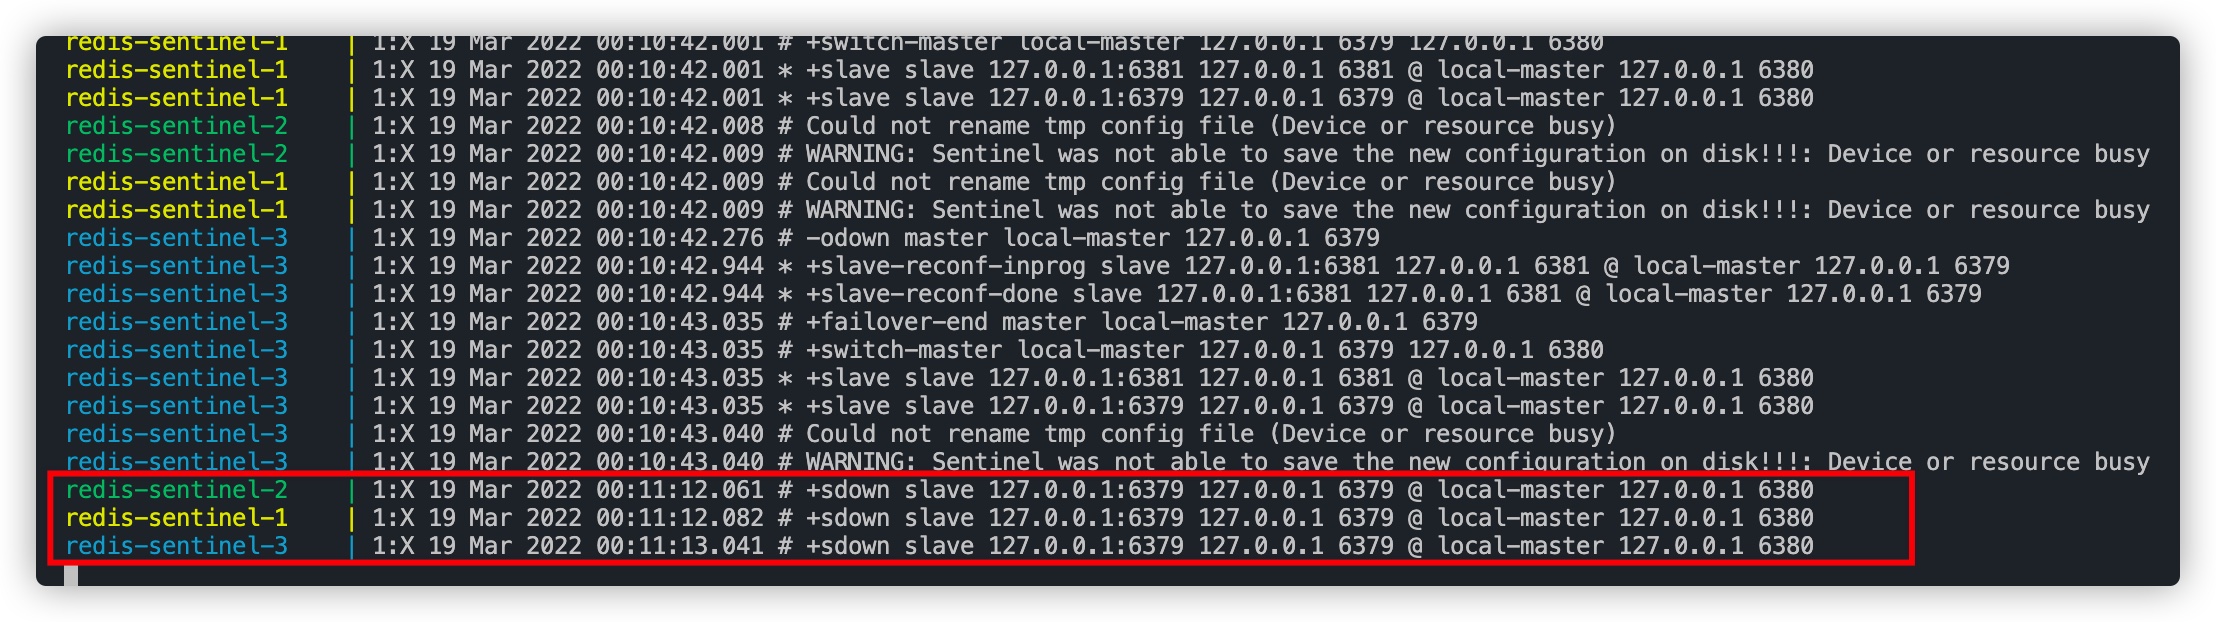 redis-sentinel-1    | 1:X 19 Mar 2022 00:10:42.001 # +switch-master local-master 127.0.0.1 6379 127.0.0.1 6380
redis-sentinel-1    | 1:X 19 Mar 2022 00:10:42.001 * +slave slave 127.0.0.1:6381 127.0.0.1 6381 @ local-master 127.0.0.1 6380
redis-sentinel-1    | 1:X 19 Mar 2022 00:10:42.001 * +slave slave 127.0.0.1:6379 127.0.0.1 6379 @ local-master 127.0.0.1 6380
redis-sentinel-2    | 1:X 19 Mar 2022 00:10:42.008 # Could not rename tmp config file (Device or resource busy)
redis-sentinel-2    | 1:X 19 Mar 2022 00:10:42.009 # WARNING: Sentinel was not able to save the new configuration on disk!!!: Device or resource busy
redis-sentinel-1    | 1:X 19 Mar 2022 00:10:42.009 # Could not rename tmp config file (Device or resource busy)
redis-sentinel-1    | 1:X 19 Mar 2022 00:10:42.009 # WARNING: Sentinel was not able to save the new configuration on disk!!!: Device or resource busy
redis-sentinel-3    | 1:X 19 Mar 2022 00:10:42.276 # -odown master local-master 127.0.0.1 6379
redis-sentinel-3    | 1:X 19 Mar 2022 00:10:42.944 * +slave-reconf-inprog slave 127.0.0.1:6381 127.0.0.1 6381 @ local-master 127.0.0.1 6379
redis-sentinel-3    | 1:X 19 Mar 2022 00:10:42.944 * +slave-reconf-done slave 127.0.0.1:6381 127.0.0.1 6381 @ local-master 127.0.0.1 6379
redis-sentinel-3    | 1:X 19 Mar 2022 00:10:43.035 # +failover-end master local-master 127.0.0.1 6379
redis-sentinel-3    | 1:X 19 Mar 2022 00:10:43.035 # +switch-master local-master 127.0.0.1 6379 127.0.0.1 6380
redis-sentinel-3    | 1:X 19 Mar 2022 00:10:43.035 * +slave slave 127.0.0.1:6381 127.0.0.1 6381 @ local-master 127.0.0.1 6380
redis-sentinel-3    | 1:X 19 Mar 2022 00:10:43.035 * +slave slave 127.0.0.1:6379 127.0.0.1 6379 @ local-master 127.0.0.1 6380
redis-sentinel-3    | 1:X 19 Mar 2022 00:10:43.040 # Could not rename tmp config file (Device or resource busy)
redis-sentinel-3    | 1:X 19 Mar 2022 00:10:43.040 # WARNING: Sentinel was not able to save the new configuration on disk!!!: Device or resource busy
redis-sentinel-2    | 1:X 19 Mar 2022 00:11:12.061 # +sdown slave 127.0.0.1:6379 127.0.0.1 6379 @ local-master 127.0.0.1 6380
redis-sentinel-1    | 1:X 19 Mar 2022 00:11:12.082 # +sdown slave 127.0.0.1:6379 127.0.0.1 6379 @ local-master 127.0.0.1 6380
redis-sentinel-3    | 1:X 19 Mar 2022 00:11:13.041 # +sdown slave 127.0.0.1:6379 127.0.0.1 6379 @ local-master 127.0.0.1 6380